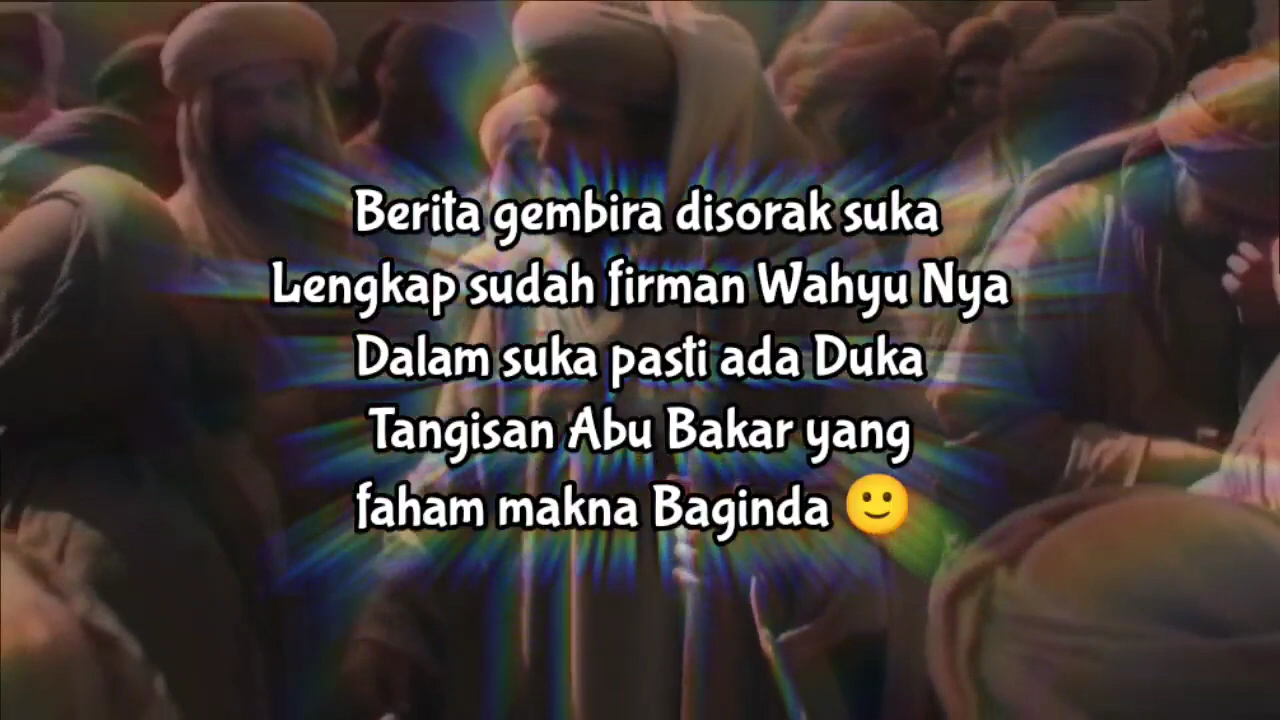 Berita gembira disorak suka
Lengkap sudah firman Wahyu Nya
Dalam suka pasti ada Duka
Tangisan Abu Bakar yang
faham makna Baginda 🙂